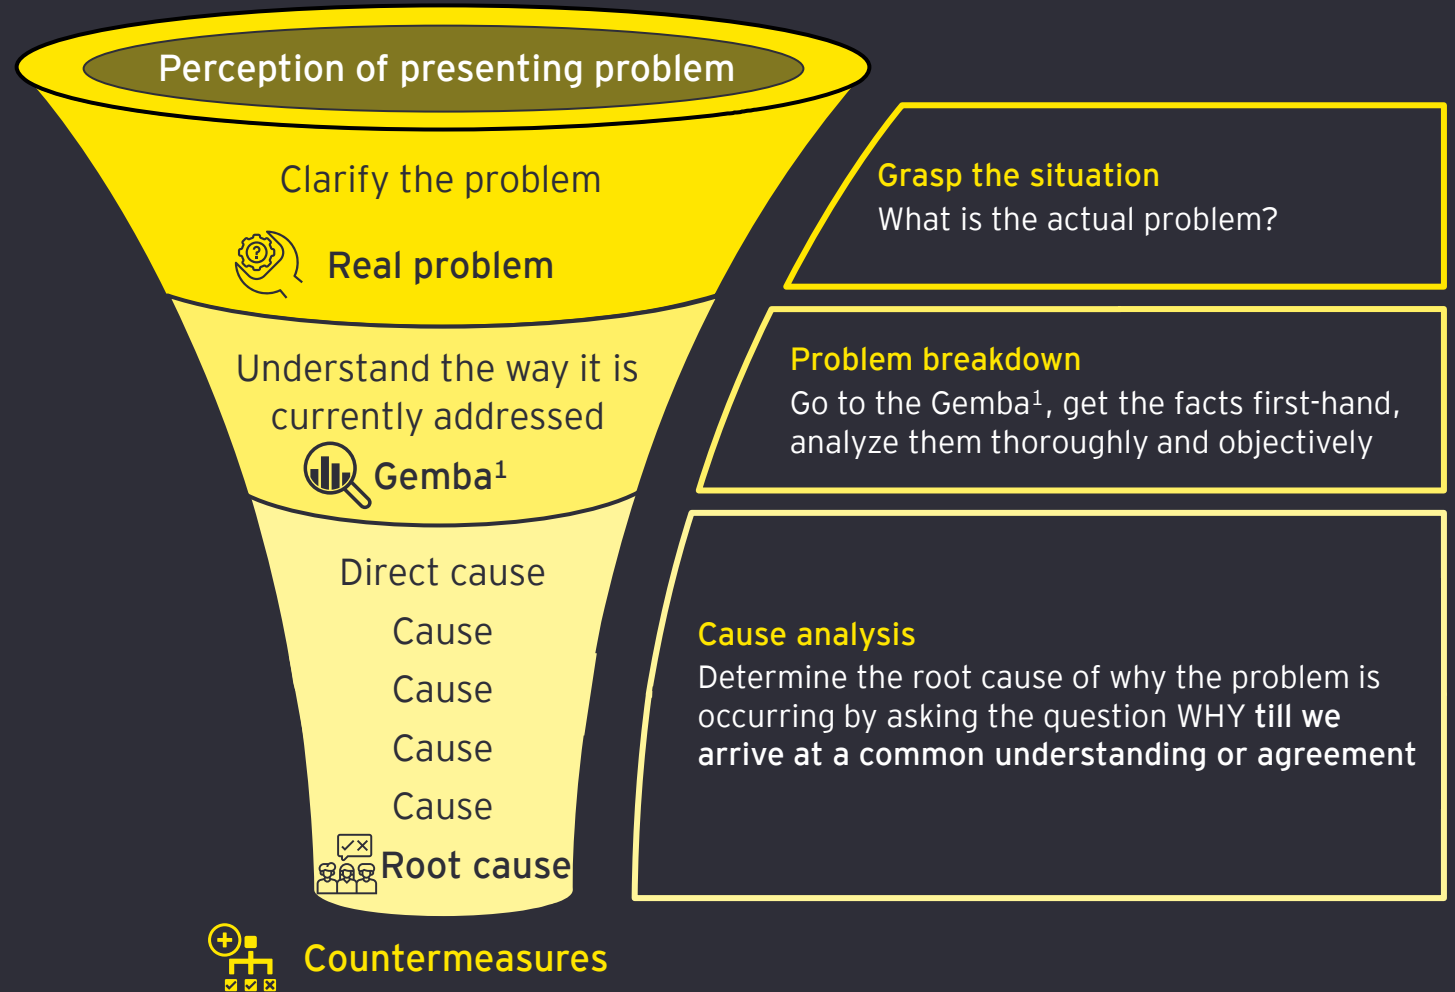 Perception of presenting problem
Clarify the problem
Real problem
Grasp the situation
What is the actual problem?
Understand the way it is
currently addressed
Gemba¹
Problem breakdown
Go to the Gemba¹, get the facts first-hand,
analyze them thoroughly and objectively
Direct cause
Cause
Cause
Cause
Cause
Root cause
Cause analysis
Determine the root cause of why the problem is
occurring by asking the question WHY till we
arrive at a common understanding or agreement
Countermeasures